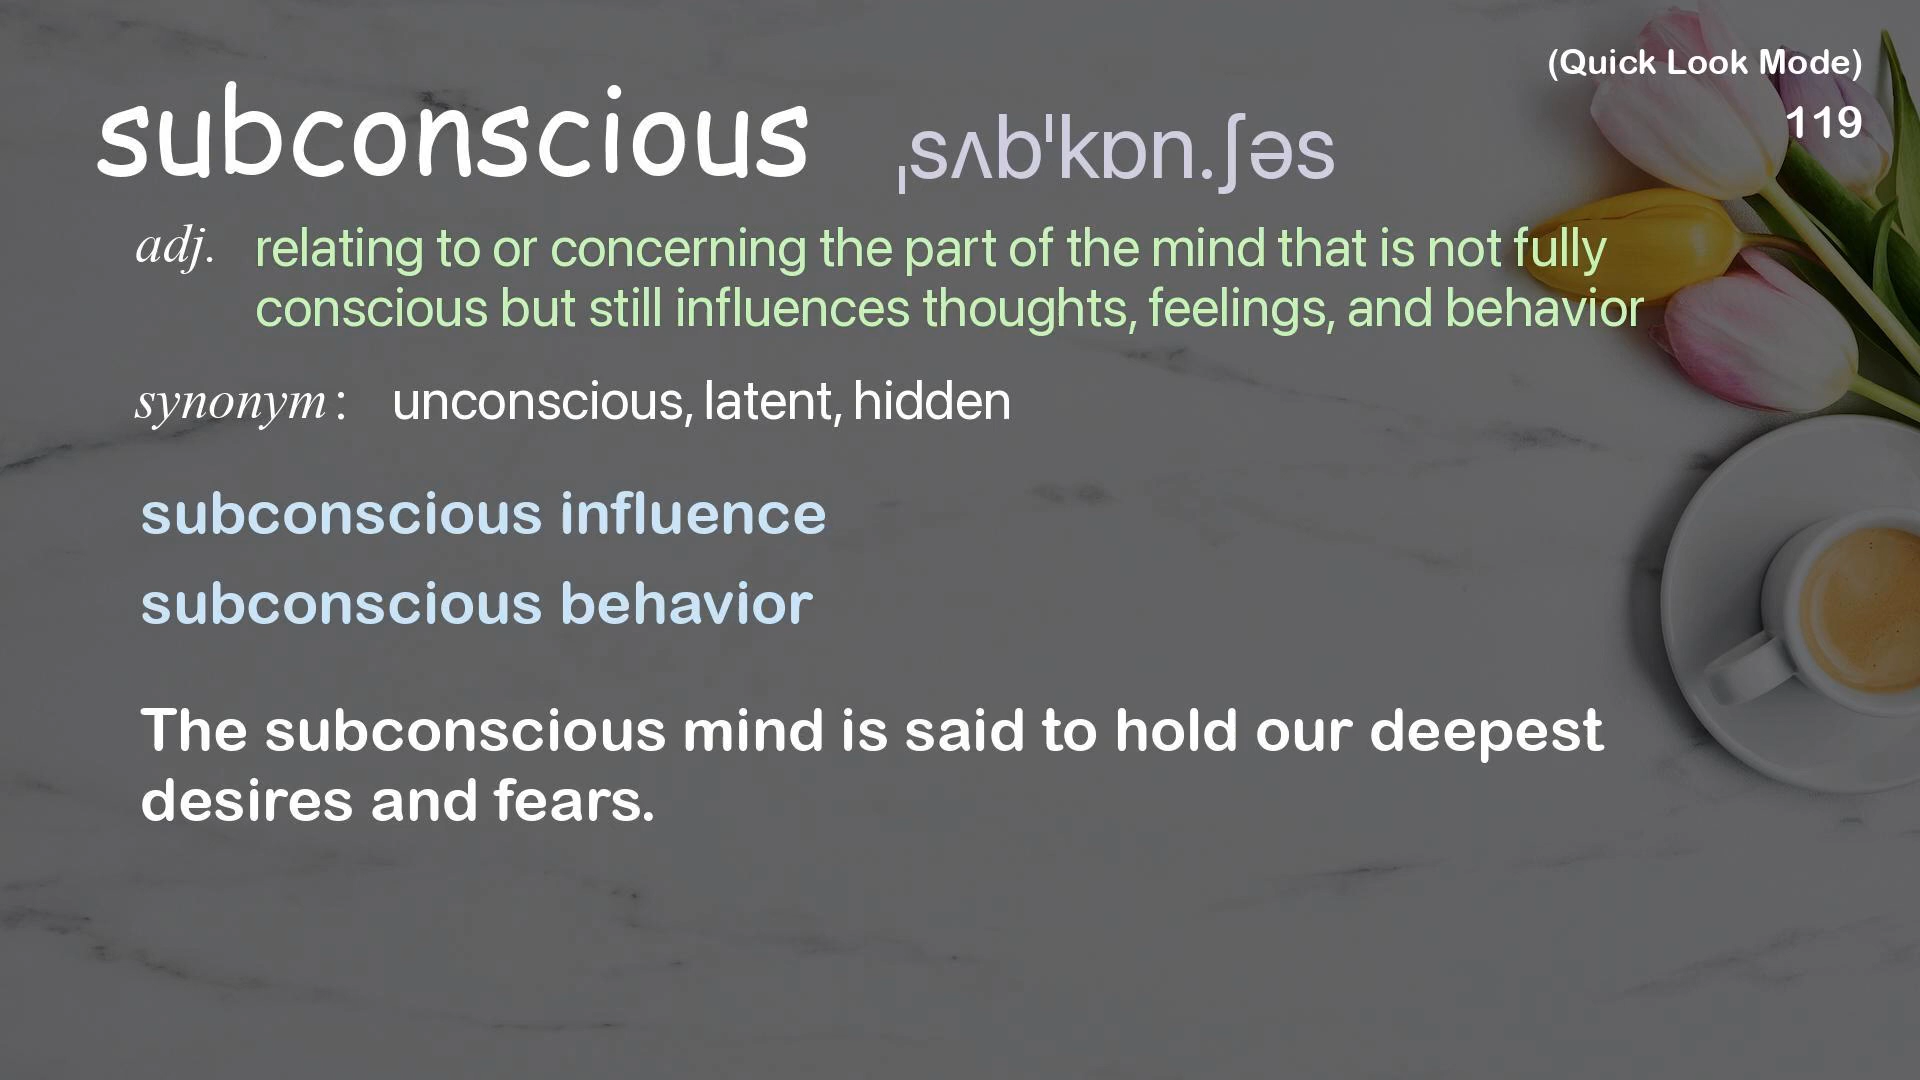 (Quick Look Mode)
119
subconscious ˌsʌbˈkɒn.ʃəs
adj. relating to or concerning the part of the mind that is not fully
conscious but still influences thoughts, feelings, and behavior
synonym: unconscious, latent, hidden
subconscious influence
subconscious behavior
The subconscious mind is said to hold our deepest
desires and fears.